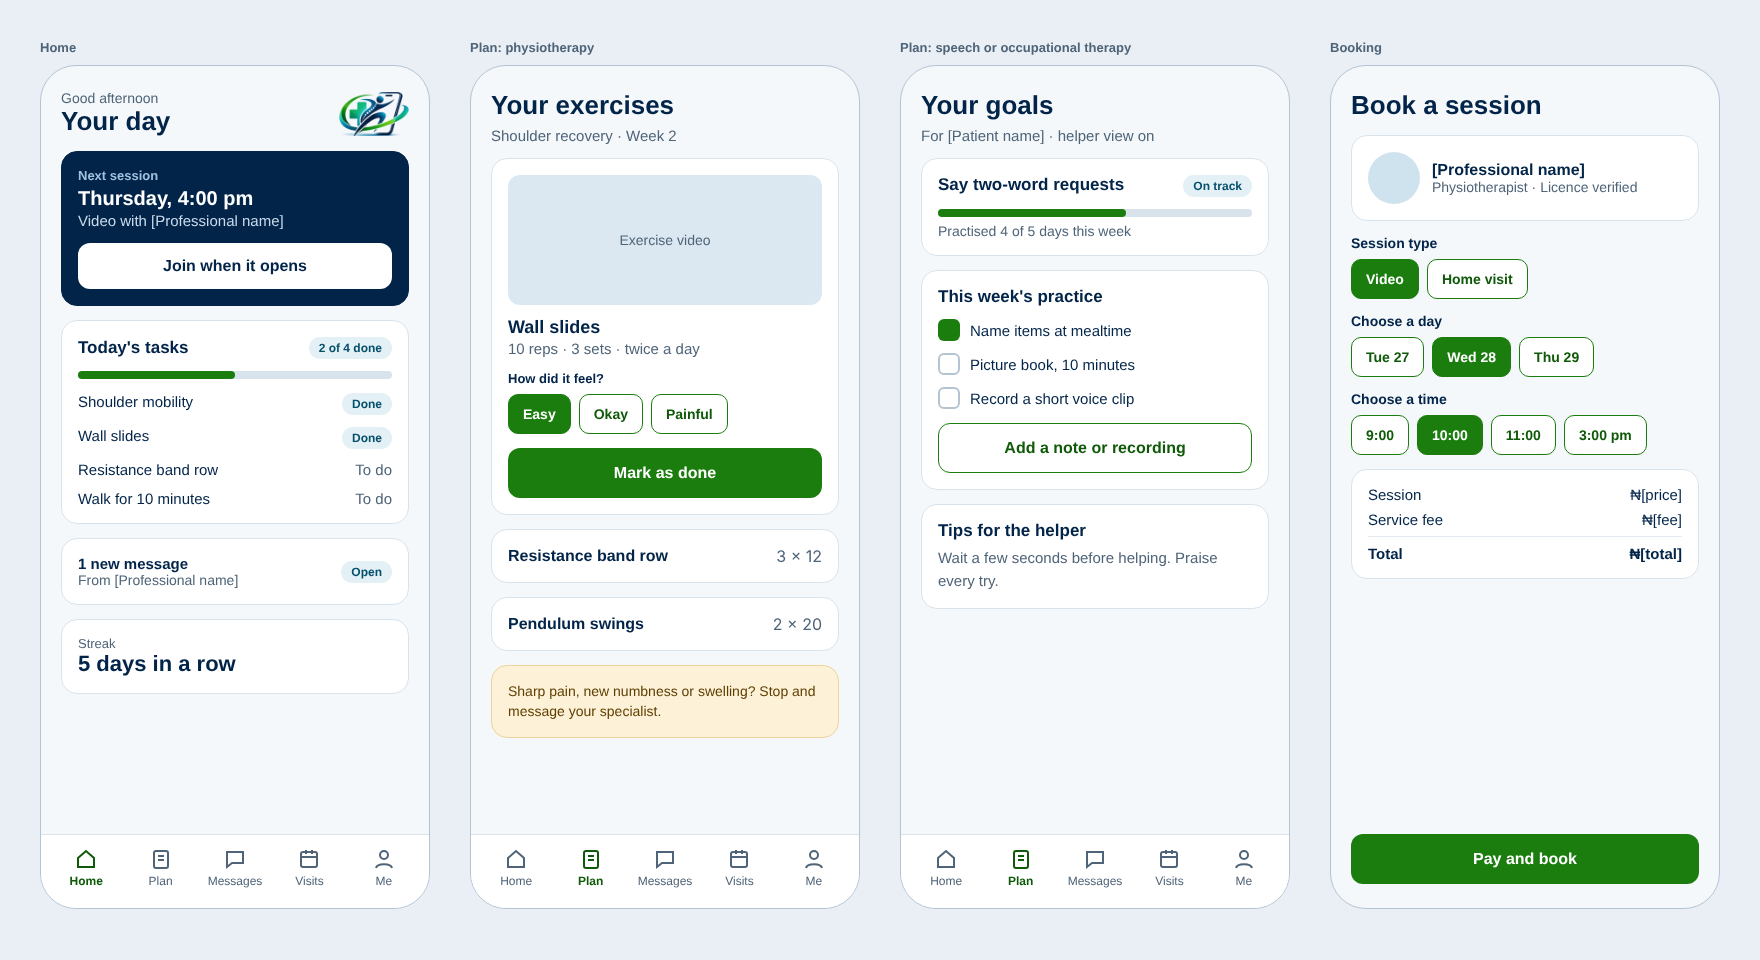 Home
Good afternoon
Your day
Next session
Thursday, 4:00 pm
Video with [Professional name]
Join when it opens
Today's tasks
2 of 4 done
Shoulder mobility
Done
Wall slides
Done
Resistance band row
To do
Walk for 10 minutes
To do
1 new message
From [Professional name]
Open
Streak
5 days in a row
Home
Plan
Messages
Visits
Me
Plan: physiotherapy
Your exercises
Shoulder recovery · Week 2
Exercise video
Wall slides
10 reps · 3 sets · twice a day
How did it feel?
Easy
Okay
Painful
Mark as done
Resistance band row
3 × 12
Pendulum swings
2 × 20
Sharp pain, new numbness or swelling? Stop and
message your specialist.
Home
Plan
Messages
Visits
Me
Plan: speech or occupational therapy
Your goals
For [Patient name] · helper view on
Say two-word requests
On track
Practised 4 of 5 days this week
This week's practice
Name items at mealtime
Picture book, 10 minutes
Record a short voice clip
Add a note or recording
Tips for the helper
Wait a few seconds before helping. Praise
every try.
Home
Plan
Messages
Visits
Me
Booking
Book a session
[Professional name]
Physiotherapist · Licence verified
Session type
Video
Home visit
Choose a day
Tue 27
Wed 28
Thu 29
Choose a time
9:00
10:00
11:00
3:00 pm
Session
₦[price]
Service fee
₦[fee]
Total
₦[total]
Pay and book